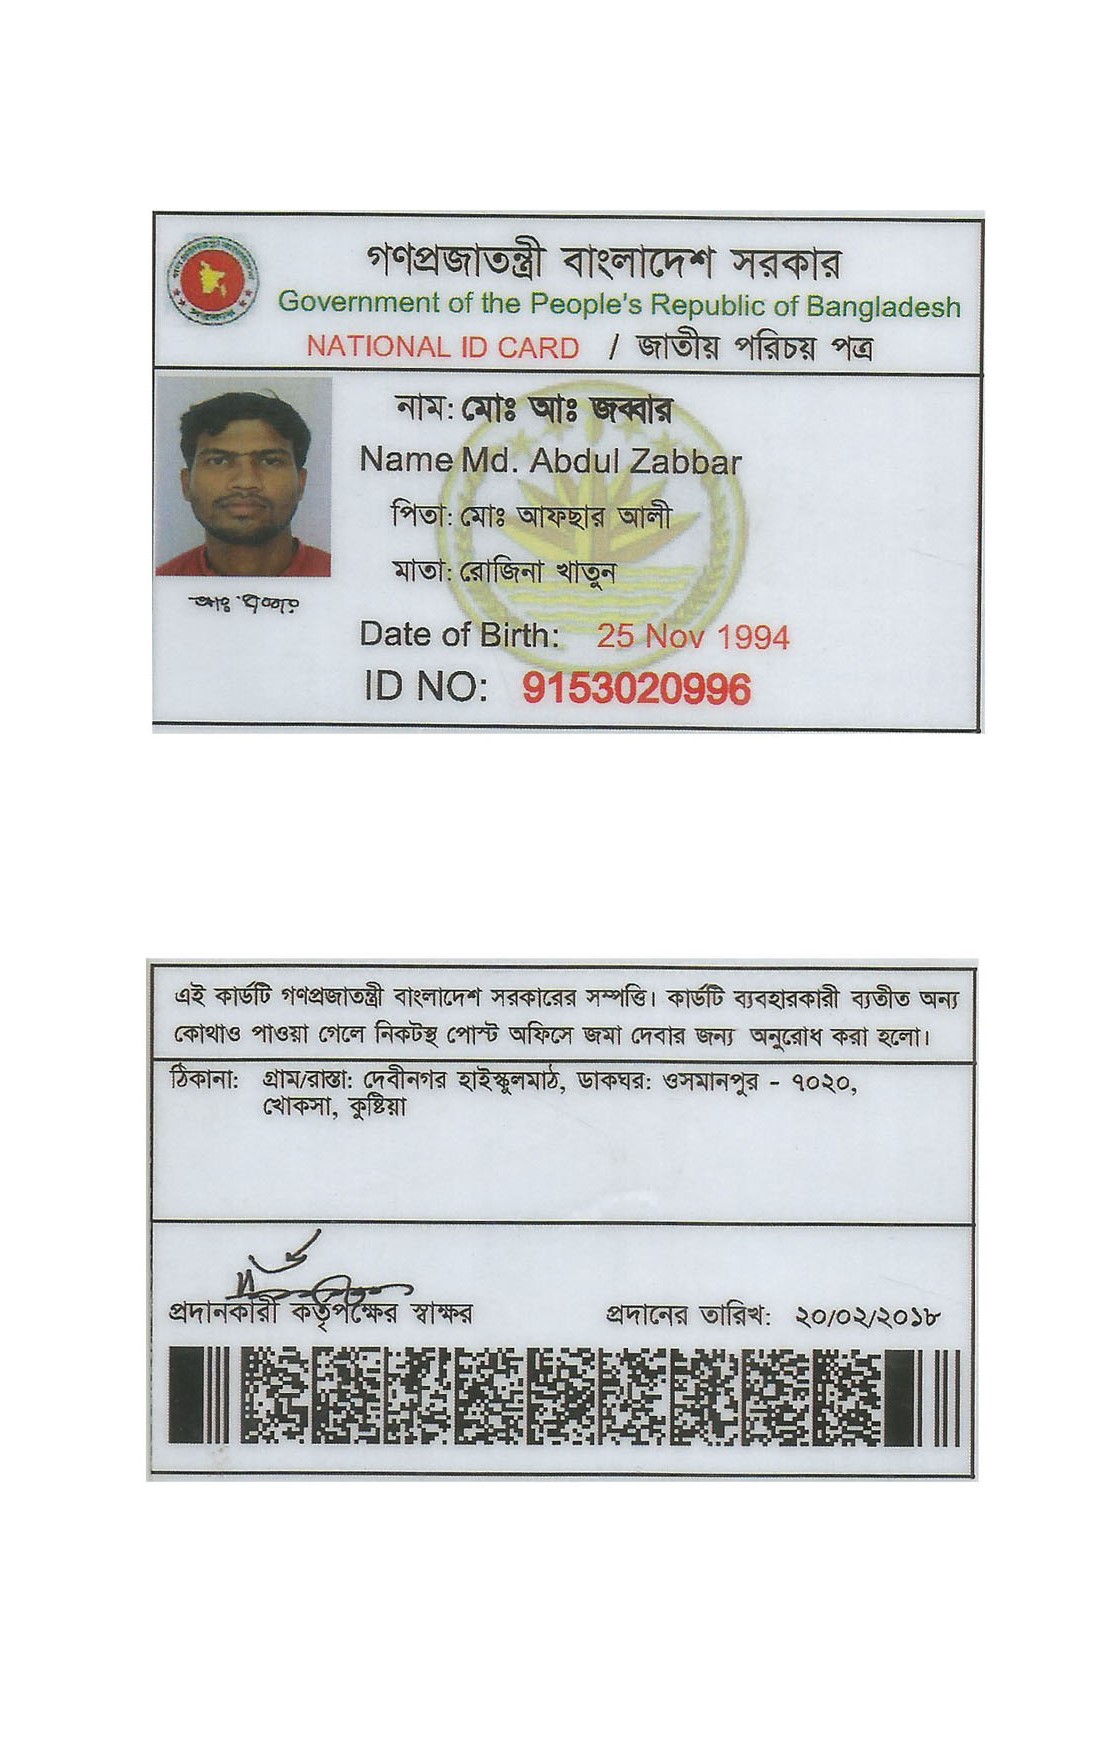 গণপ্রজাতন্ত্রী বাংলাদেশ সরকার
Government of the People's Republic of Bangladesh
NATIONAL ID CARD / জাতীয় পরিচয় পত্র
নাম: মোঃ আঃ জব্বার
Name Md. Abdul Zabbar
পিতা: মোঃ আফছার আলী
মাতা: রোজিনা খাতুন
Date of Birth: 25 Nov 1994
ID NO: 9153020996
এই কার্ডটি গণপ্রজাতন্ত্রী বাংলাদেশ সরকারের সম্পত্তি। কার্ডটি ব্যবহারকারী ব্যতীত অন্য
কোথাও পাওয়া গেলে নিকটস্থ পোস্ট অফিসে জমা দেবার জন্য অনুরোধ করা হলো।
ঠিকানা: গ্রাম/রাস্তা: দেবীনগর হাইস্কুলমাঠ, ডাকঘর: ওসমানপুর - ৭০২০,
খোকসা, কুষ্টিয়া
প্রদানকারী কর্তৃপক্ষের স্বাক্ষর প্রদানের তারিখ: ২০/০২/২০১৮